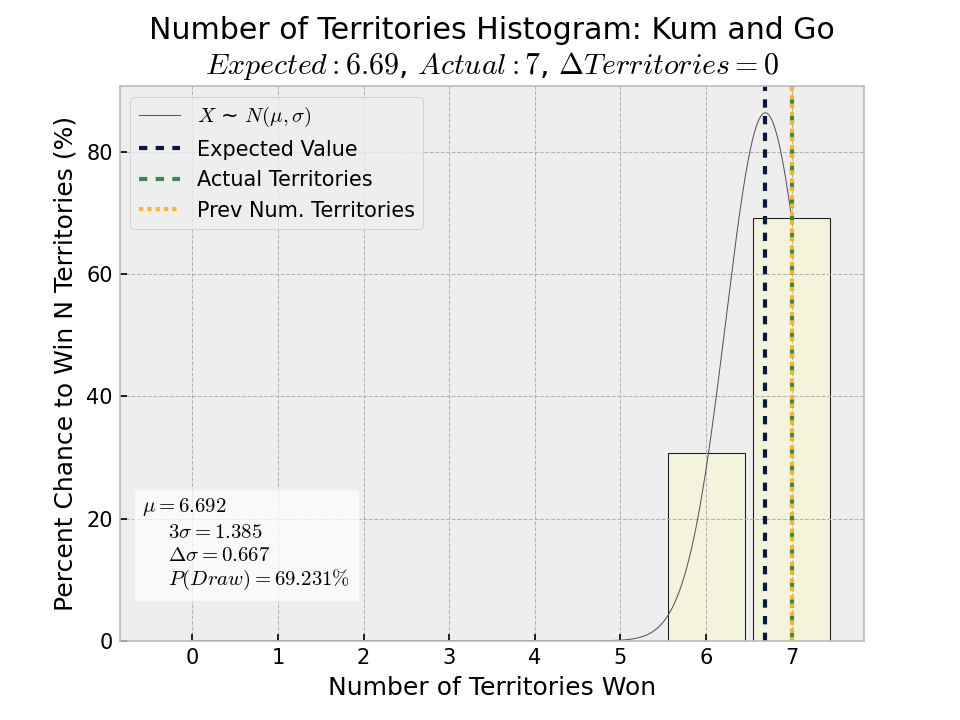 Number of Territories Histogram: Kum and Go
Expected : 6.69, Actual : 7, ΔTerritories = 0
X ∼ N(μ, σ)
Expected Value
Actual Territories
Prev Num. Territories
Percent Chance to Win N Territories (%)
80
60
40
20
0
μ = 6.692
3σ = 1.385
Δσ = 0.667
P(Draw) = 69.231%
0 1 2 3 4 5 6 7
Number of Territories Won